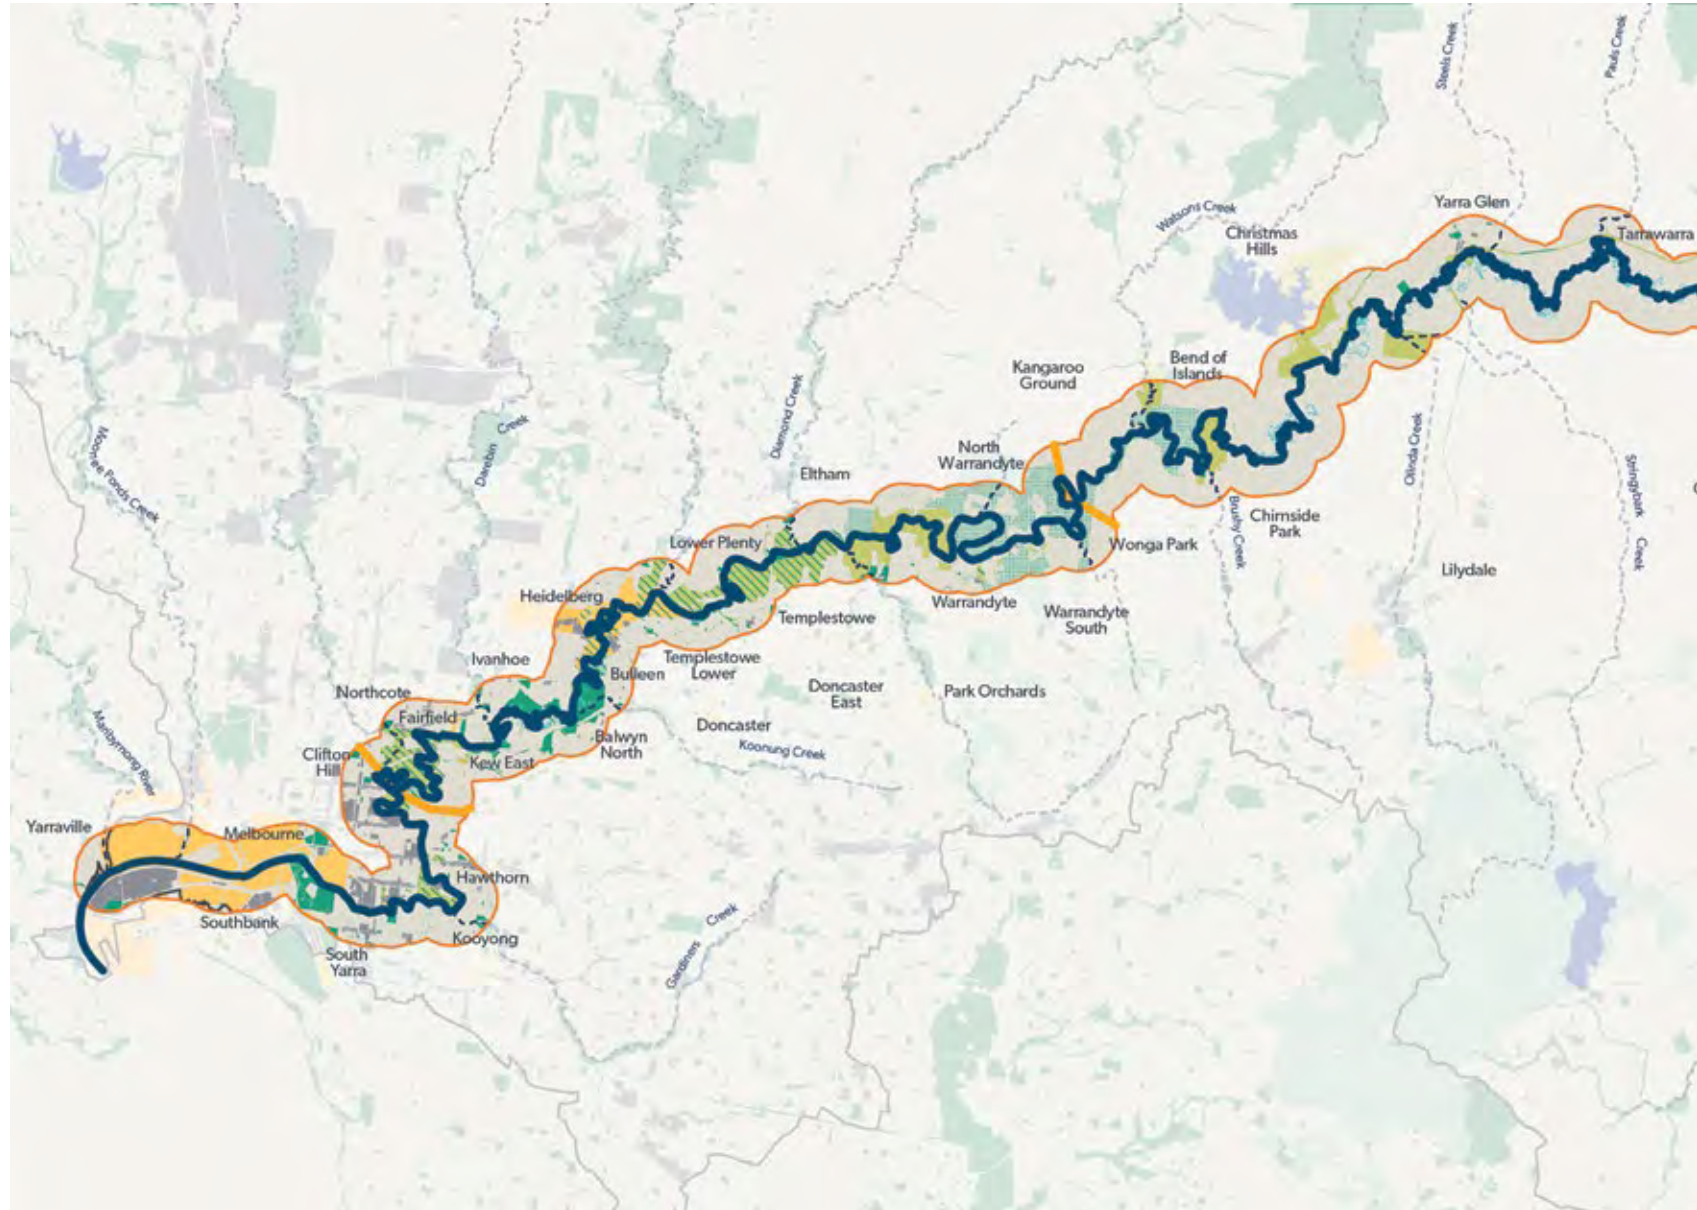 Steels Creek
Pauls Creek
Yarra Glen
Watsons Creek
Christmas
Hills
Tarrawarra
Kangaroo
Ground
Bend of
Islands
Diamond Creek
Darebin Creek
Moonee Ponds Creek
North
Warrandyte
Eltham
Olinda Creek
Stringybark Creek
Brushy Creek
Chirnside
Park
Wonga Park
Lower Plenty
Lilydale
Heidelberg
Warrandyte
Warrandyte
South
Templestowe
Ivanhoe
Templestowe
Lower
Bulleen
Doncaster
East
Park Orchards
Northcote
Fairfield
Maribyrnong River
Doncaster
Balwyn
North
Koonung Creek
Clifton
Hill
Kew East
Yarraville
Melbourne
Hawthorn
Southbank
Kooyong
Gardiners Creek
South
Yarra